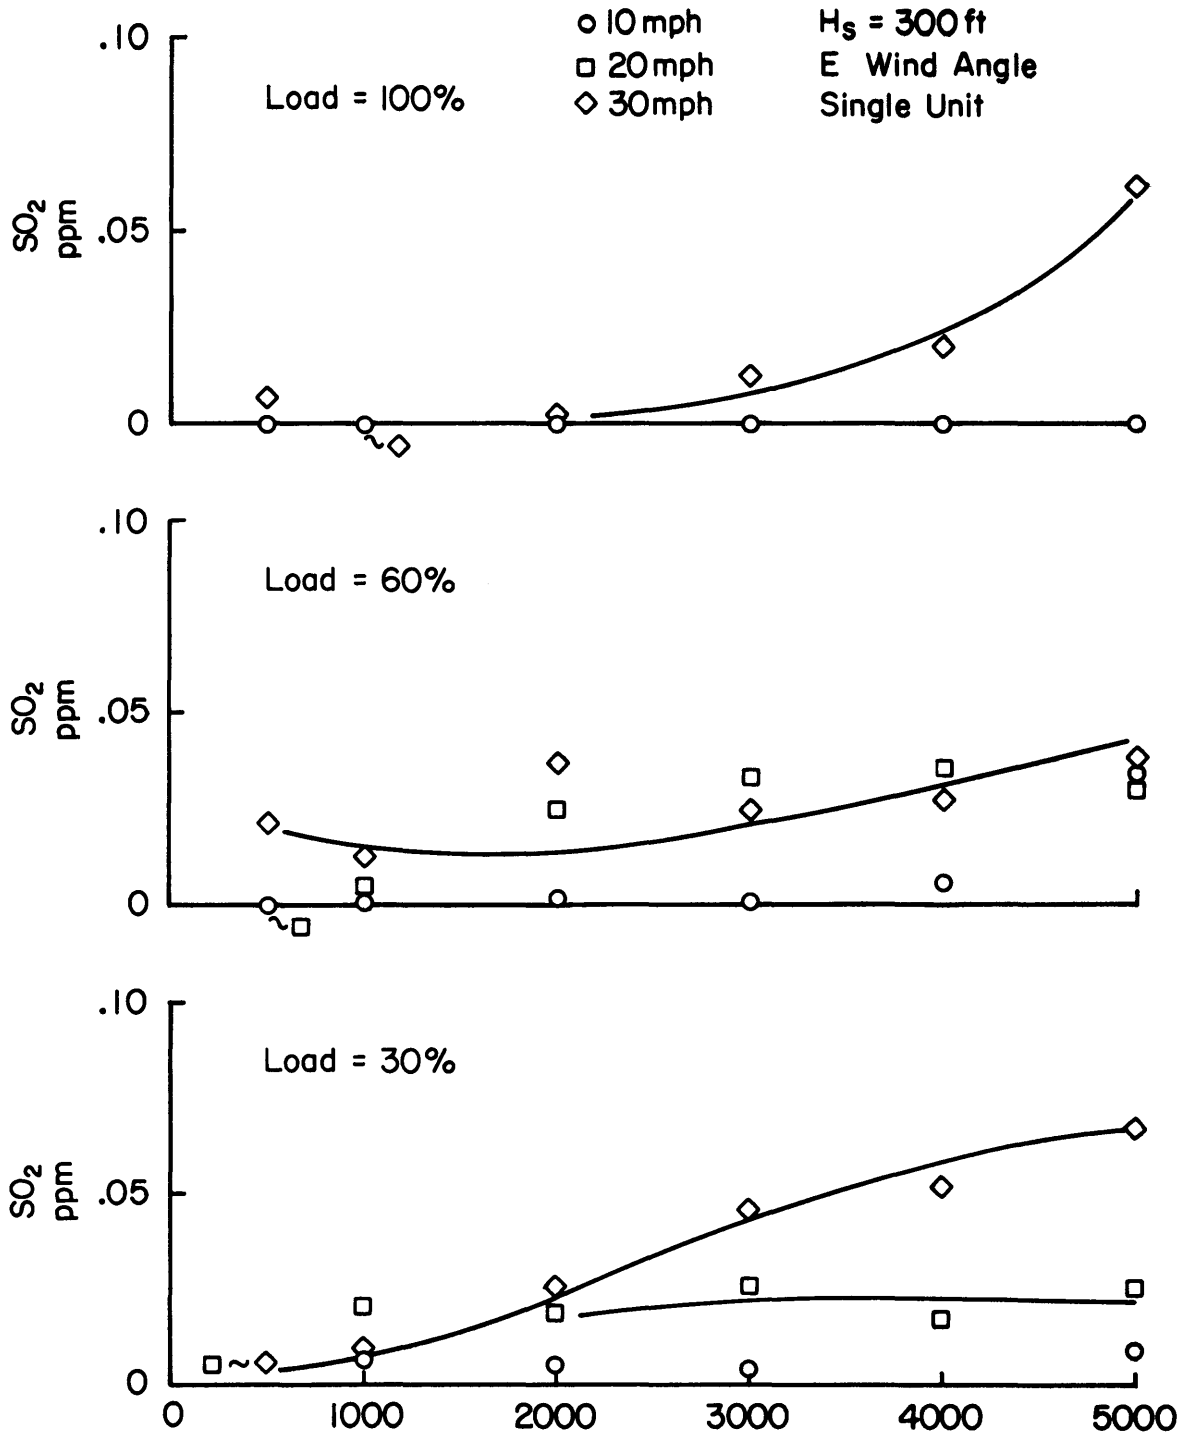 ○ 10 mph
□ 20 mph
◇ 30 mph
Hs = 300 ft
E Wind Angle
Single Unit
Load = 100%
.10
SO2
ppm
.05
0
~
Load = 60%
.10
SO2
ppm
.05
0
~
Load = 30%
.10
SO2
ppm
.05
0
~
0 1000 2000 3000 4000 5000